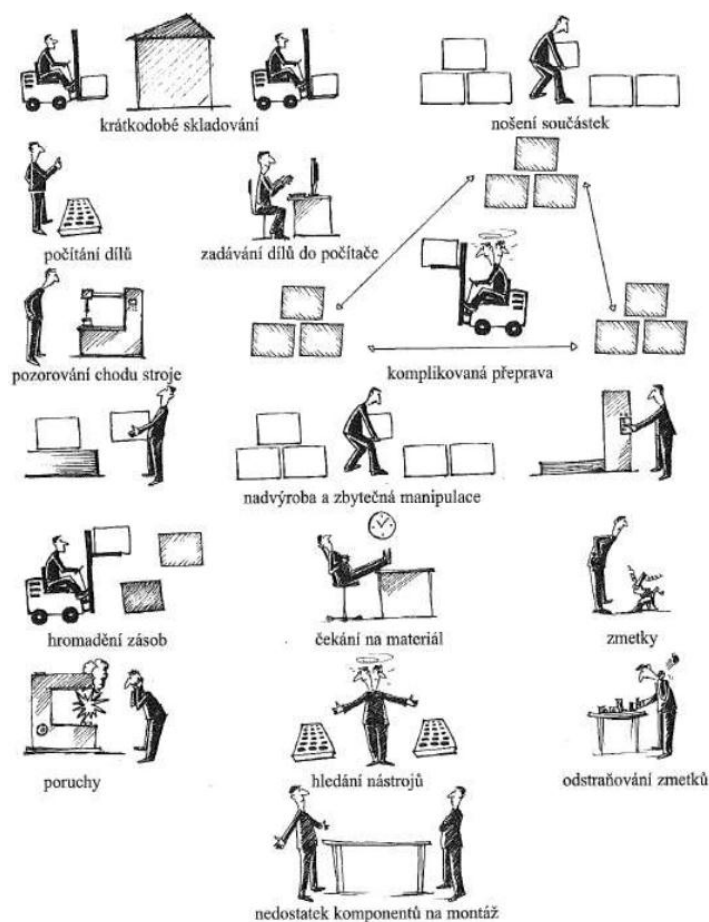 krátkodobé skladování
nošení součástek
počítání dílů
zadávání dílů do počítače
pozorování chodu stroje
komplikovaná přeprava
nadvýroba a zbytečná manipulace
hromadění zásob
čekání na materiál
zmetky
poruchy
hledání nástrojů
odstraňování zmetků
nedostatek komponentů na montáž